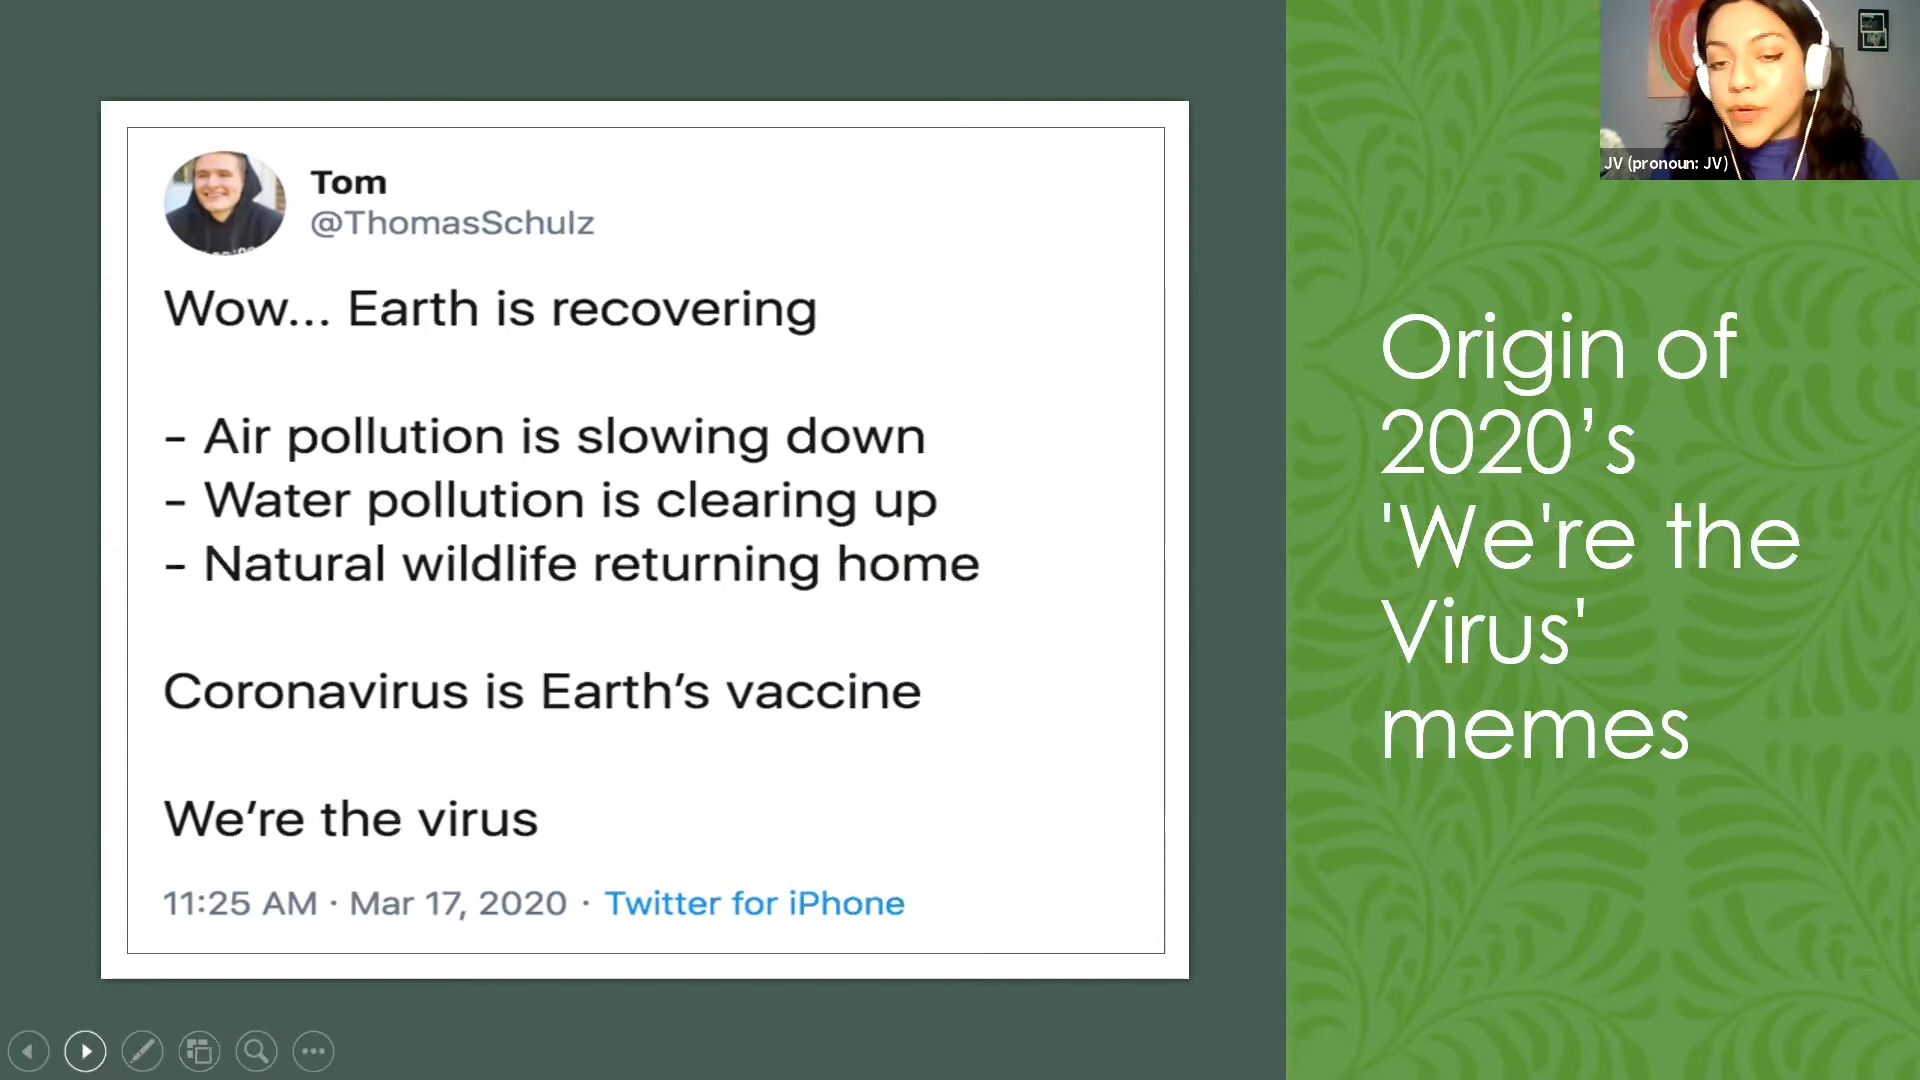 Tom
@ThomasSchulz
Wow... Earth is recovering
- Air pollution is slowing down
- Water pollution is clearing up
- Natural wildlife returning home
Coronavirus is Earth's vaccine
We're the virus
11:25 AM · Mar 17, 2020 · Twitter for iPhone
JV (pronoun: JV)
Origin of
2020’s
'We're the
Virus'
memes